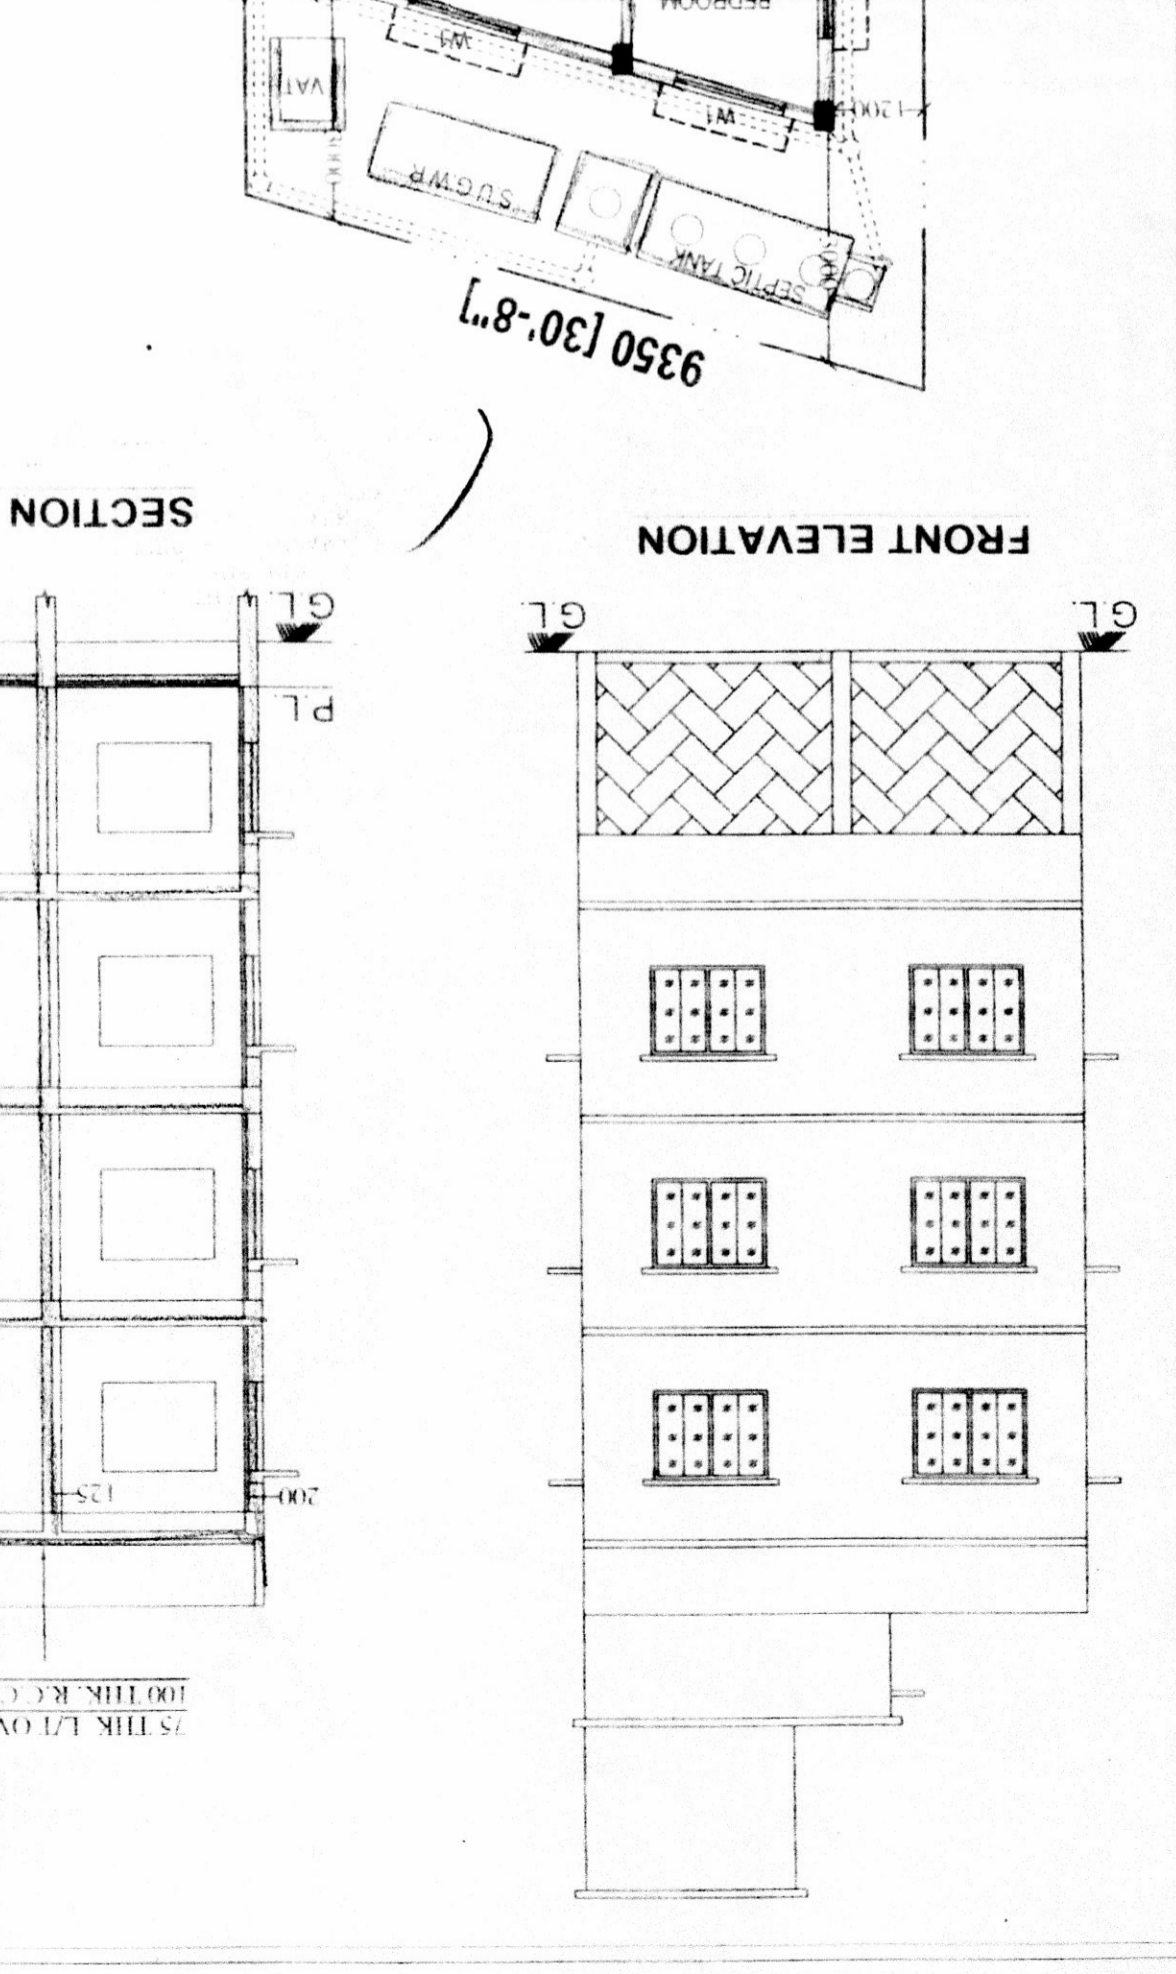 75 THK. L/T OV
100 THK. R.C.C
200
125
P.L.
G.L.
G.L.
G.L.
FRONT ELEVATION
SECTION
9350 [30'-8"]
SEPTIC TANK
S.U.G.W.R
VAT
1200
W1
W1
BEDROOM